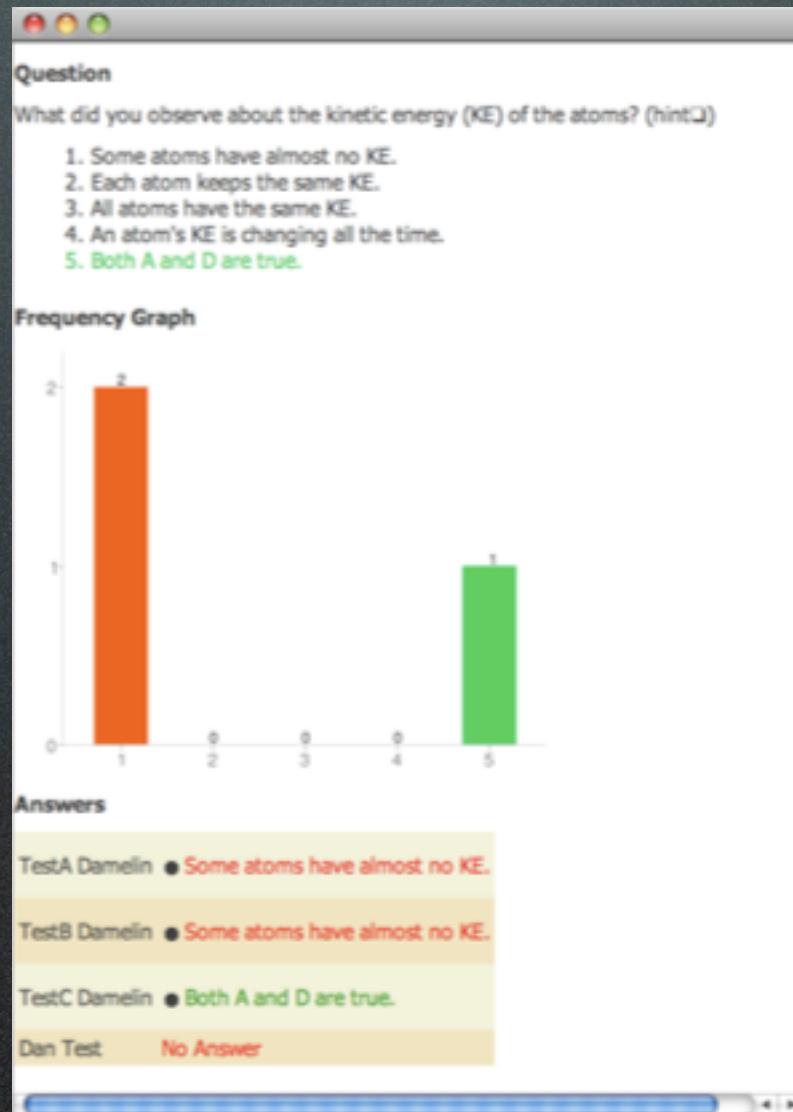 Question
What did you observe about the kinetic energy (KE) of the atoms? (hint❏)
1. Some atoms have almost no KE.
2. Each atom keeps the same KE.
3. All atoms have the same KE.
4. An atom's KE is changing all the time.
5. Both A and D are true.
Frequency Graph
2
2
1
1
0
0 0 0
1 2 3 4 5
Answers
TestA Damelin ● Some atoms have almost no KE.
TestB Damelin ● Some atoms have almost no KE.
TestC Damelin ● Both A and D are true.
Dan Test No Answer